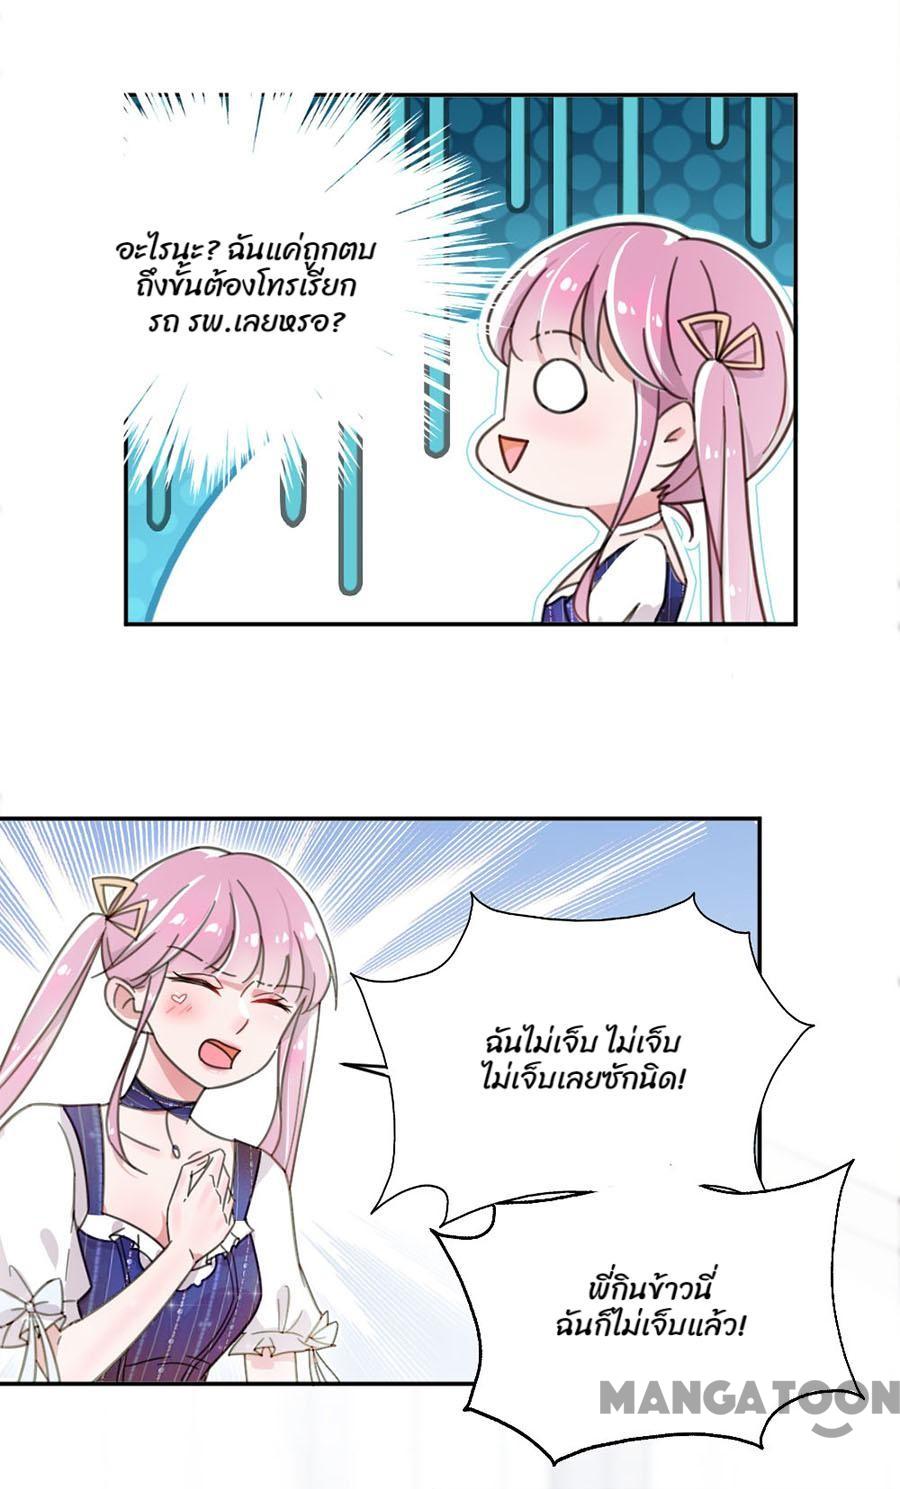 อะไรนะ? ฉันแค่ถูกตบ
ถึงขั้นต้องโทรเรียก
รถ รพ.เลยหรอ?
ฉันไม่เจ็บ ไม่เจ็บ
ไม่เจ็บเลยซักนิด!
พี่กินข้าวนี่
ฉันก็ไม่เจ็บแล้ว!
MANGATOON